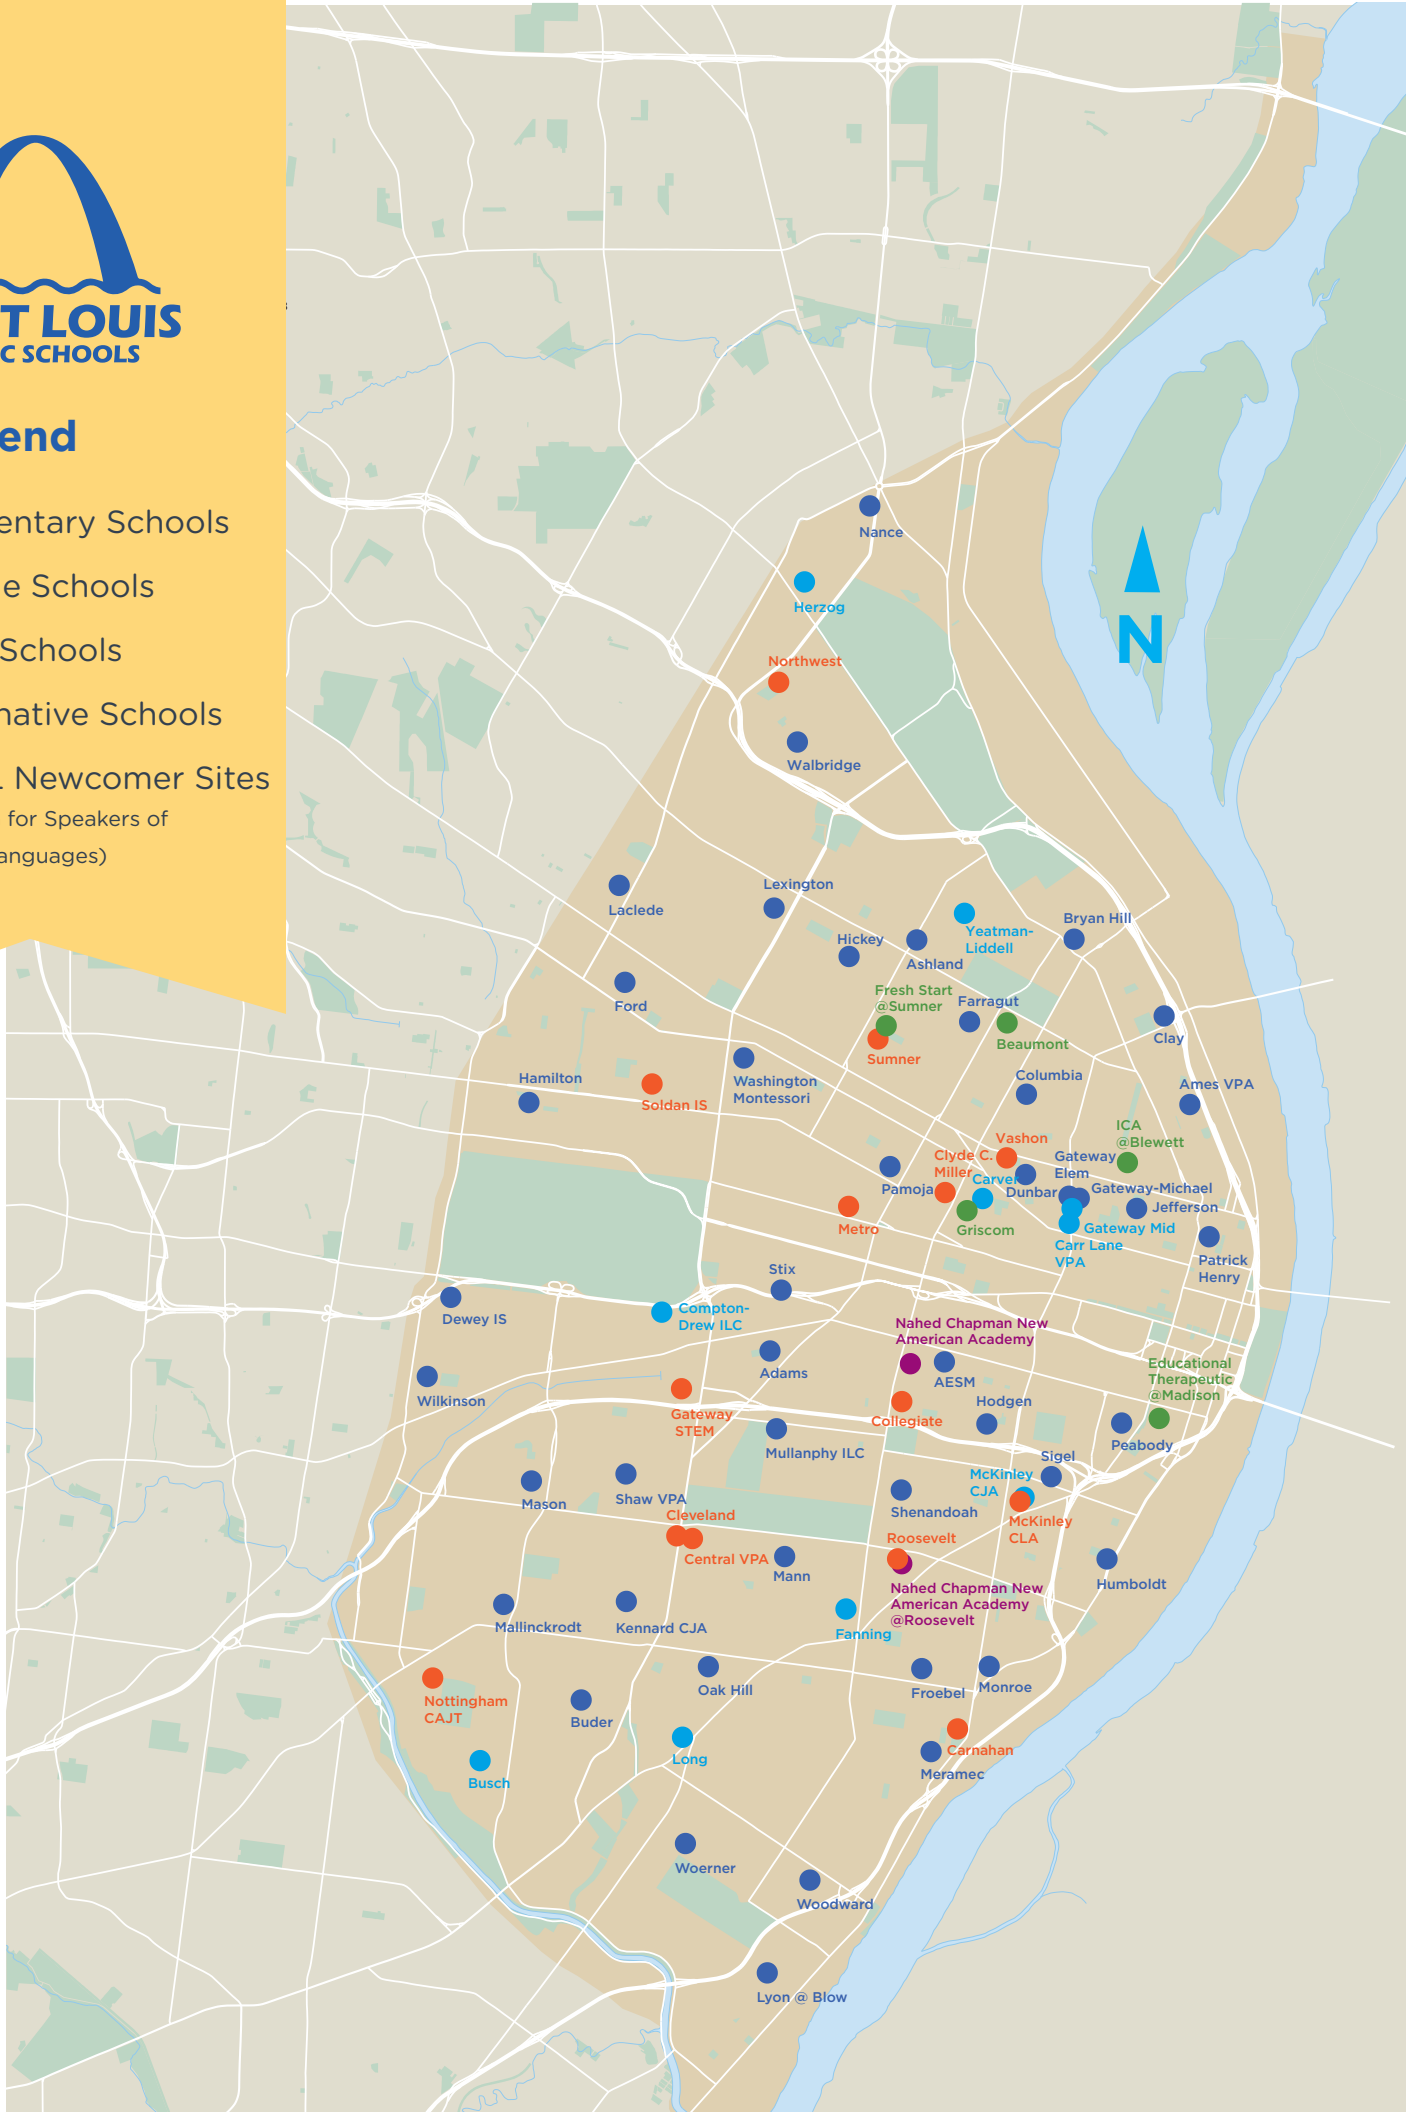 T LOUIS
C SCHOOLS
end
entary Schools
e Schools
Schools
native Schools
. Newcomer Sites
for Speakers of
anguages)
N
Nance
Herzog
Northwest
Walbridge
Laclede
Lexington
Hickey
Ashland
Yeatman-
Liddell
Bryan Hill
Ford
Fresh Start
@Sumner
Farragut
Beaumont
Clay
Sumner
Hamilton
Soldan IS
Washington
Montessori
Columbia
Ames VPA
ICA
@Blewett
Vashon
Clyde C.
Miller
Gateway
Elem
Pamoja
Carver
Dunbar
Gateway-Michael
Jefferson
Metro
Griscom
Gateway Mid
Carr Lane
VPA
Patrick
Henry
Stix
Dewey IS
Compton-
Drew ILC
Nahed Chapman New
American Academy
Adams
AESM
Educational
Therapeutic
@Madison
Wilkinson
Gateway
STEM
Collegiate
Hodgen
Mullanphy ILC
Peabody
Sigel
McKinley
CJA
Mason
Shaw VPA
Shenandoah
Cleveland
McKinley
CLA
Central VPA
Roosevelt
Mann
Humboldt
Nahed Chapman New
American Academy
@Roosevelt
Mallinckrodt
Kennard CJA
Fanning
Oak Hill
Froebel
Monroe
Nottingham
CAJT
Buder
Long
Carnahan
Meramec
Busch
Woerner
Woodward
Lyon @ Blow